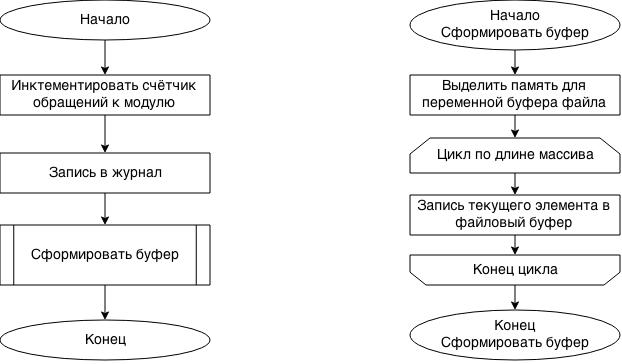 Начало
Инктементировать счётчик
обращений к модулю
Запись в журнал
Сформировать буфер
Конец
Начало
Сформировать буфер
Выделить память для
переменной буфера файла
Цикл по длине массива
Запись текущего элемента в
файловый буфер
Конец цикла
Конец
Сформировать буфер